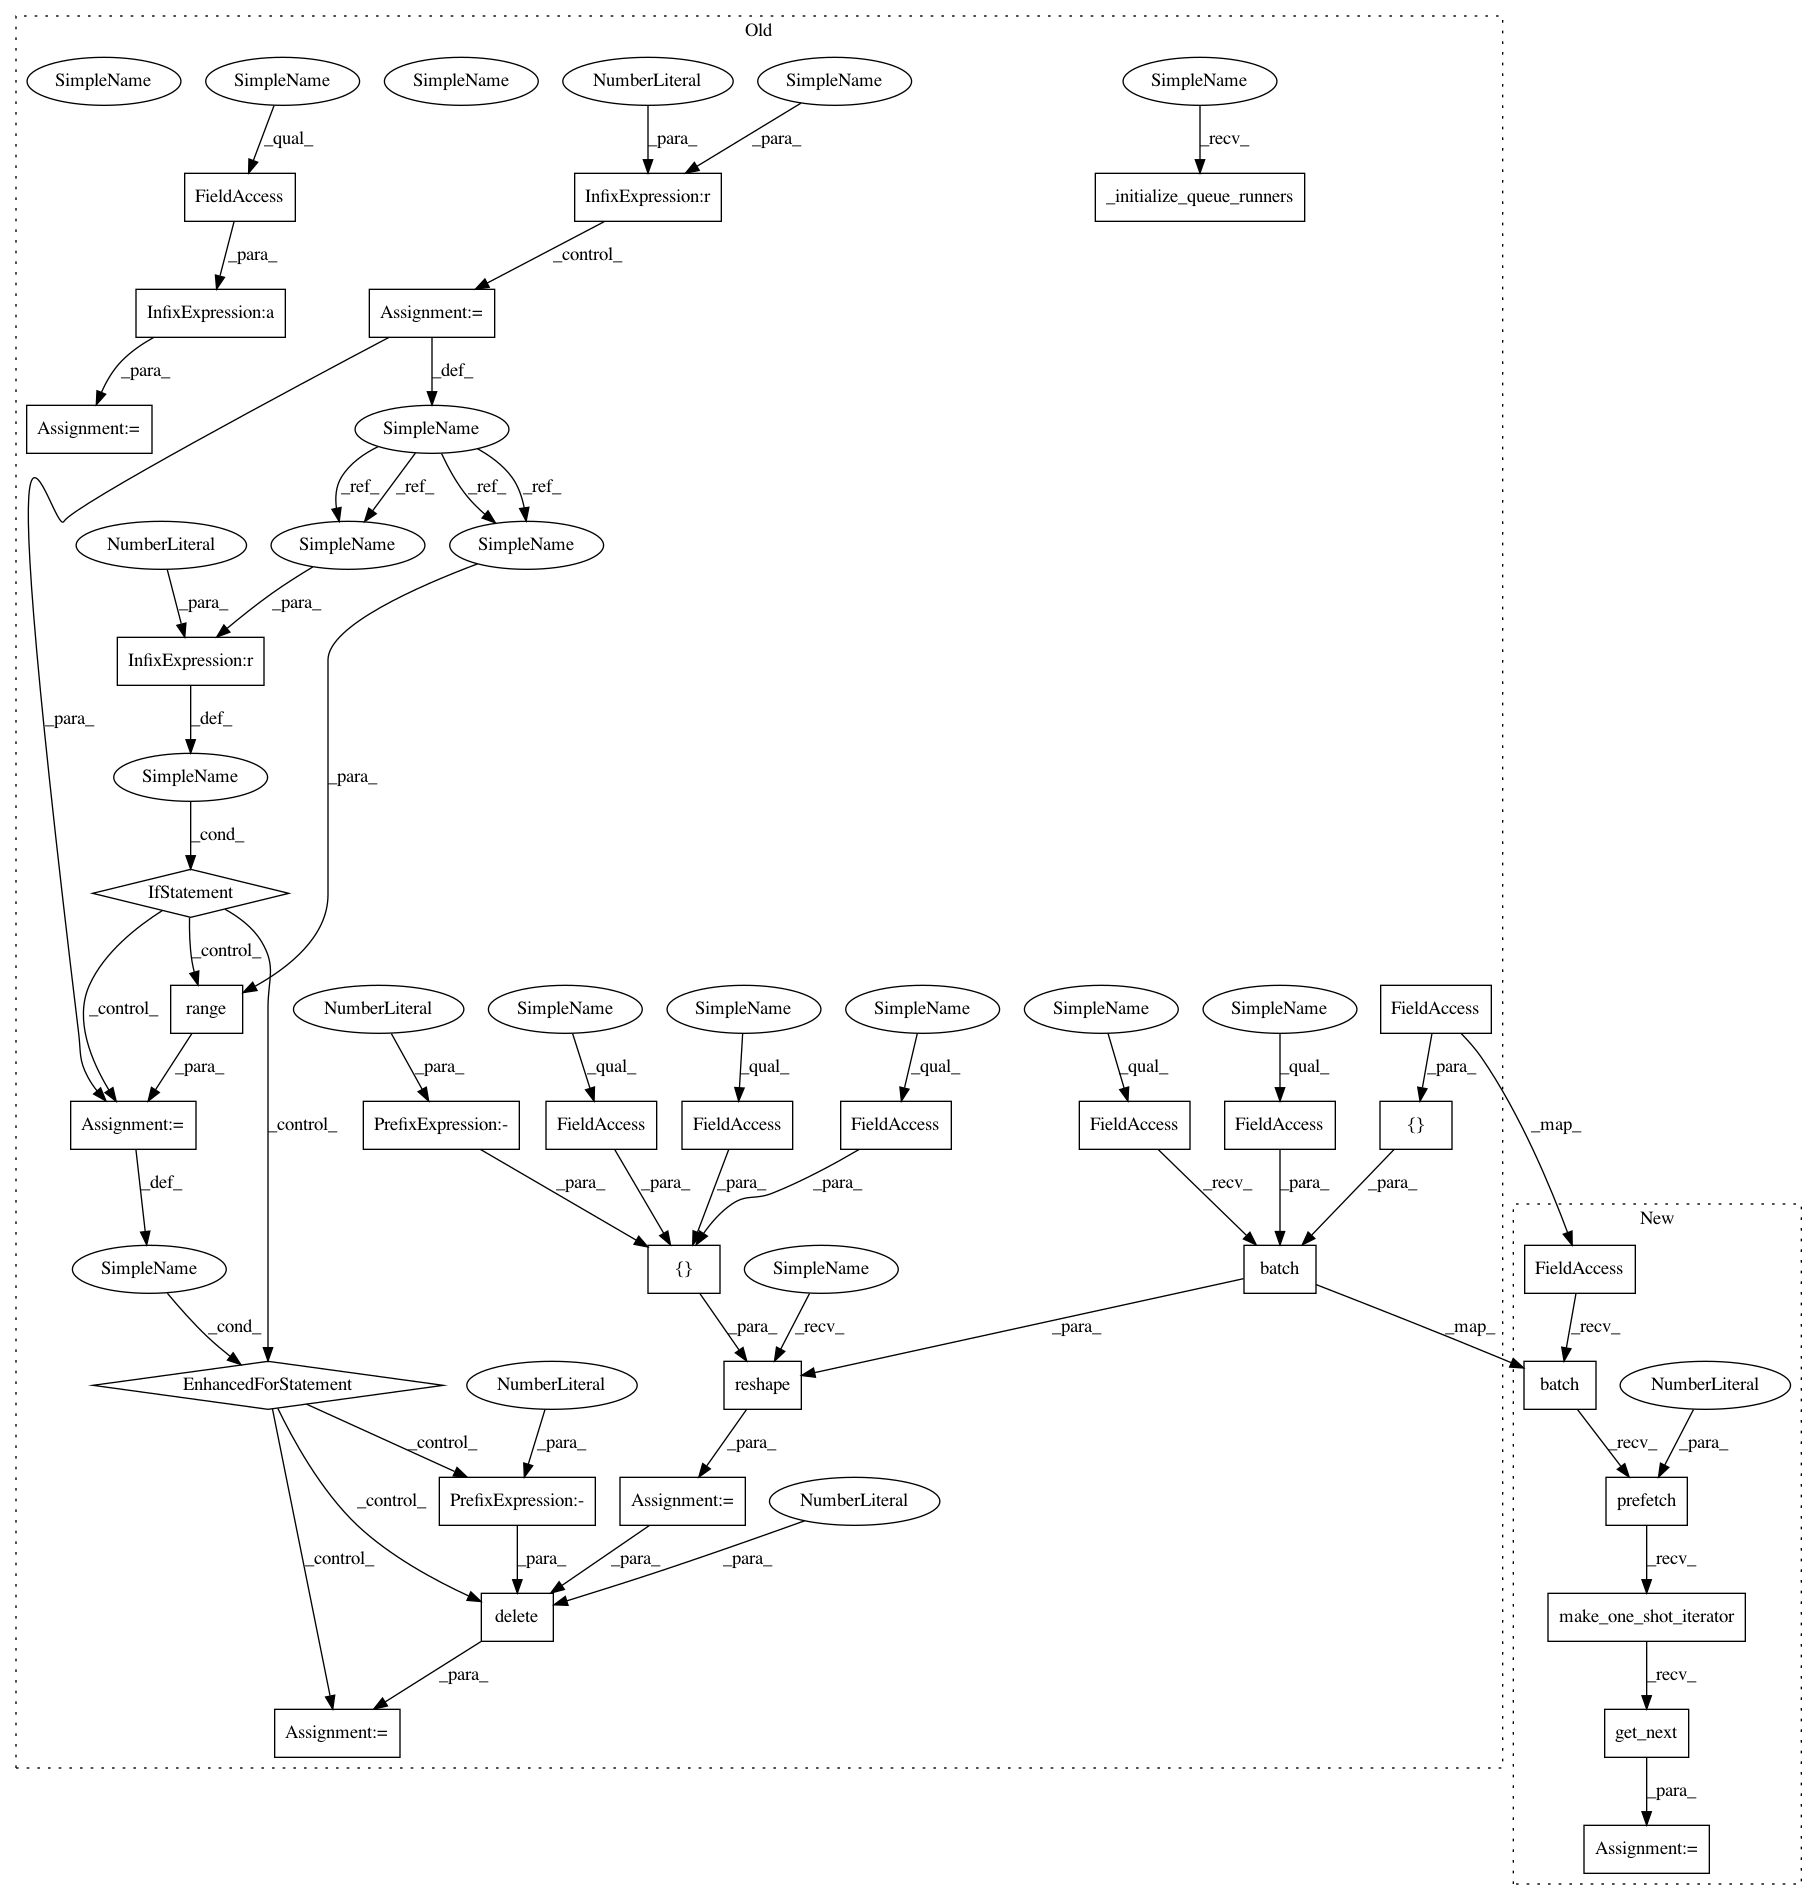 Old
SimpleName
SimpleName
SimpleName
NumberLiteral
SimpleName
SimpleName
_qual_
_para_
_para_
_recv_
FieldAccess
InfixExpression:r
_initialize_queue_runners
_para_
_control_
InfixExpression:a
Assignment:=
_para_
_def_
Assignment:=
SimpleName
_ref_
_ref_
_ref_
_ref_
NumberLiteral
SimpleName
SimpleName
_para_
_para_
InfixExpression:r
_para_
_def_
SimpleName
_para_
_cond_
IfStatement
_control_
_control_
range
NumberLiteral
SimpleName
SimpleName
SimpleName
SimpleName
SimpleName
FieldAccess
_para_
_para_
_qual_
_qual_
_qual_
_qual_
_qual_
_para_
Assignment:=
_control_
PrefixExpression:-
FieldAccess
FieldAccess
FieldAccess
FieldAccess
FieldAccess
{}
_map_
_def_
_para_
_para_
_para_
_para_
_recv_
_para_
_para_
New
SimpleName
{}
SimpleName
batch
FieldAccess
_cond_
_para_
_recv_
_para_
_map_
_recv_
EnhancedForStatement
NumberLiteral
reshape
batch
NumberLiteral
_control_
_para_
_para_
_recv_
_para_
_control_
PrefixExpression:-
Assignment:=
NumberLiteral
prefetch
_control_
_para_
_para_
_para_
_recv_
delete
make_one_shot_iterator
_para_
_recv_
Assignment:=
get_next
_para_
Assignment:=